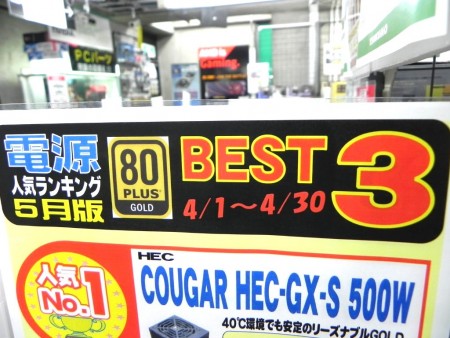 PCパーツ
Gaming
電源
人気ランキング
5月版
80
PLUS
GOLD
BEST 3
4/1～4/30
人気
No.1
HEC
COUGAR HEC-GX-S 500W
40℃環境でも安定のリーズナブルGOLD